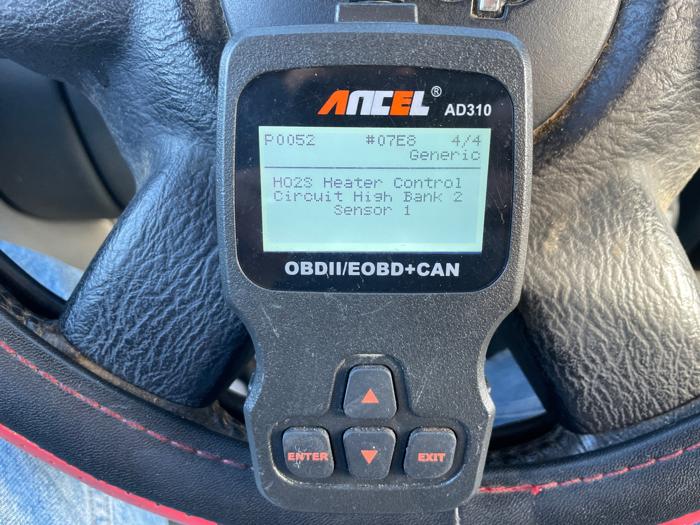 ANCEL®
AD310
P0052 #07E8 4/4
Generic
HO2S Heater Control
Circuit High Bank 2
Sensor 1
OBDII/EOBD+CAN
ENTER
EXIT